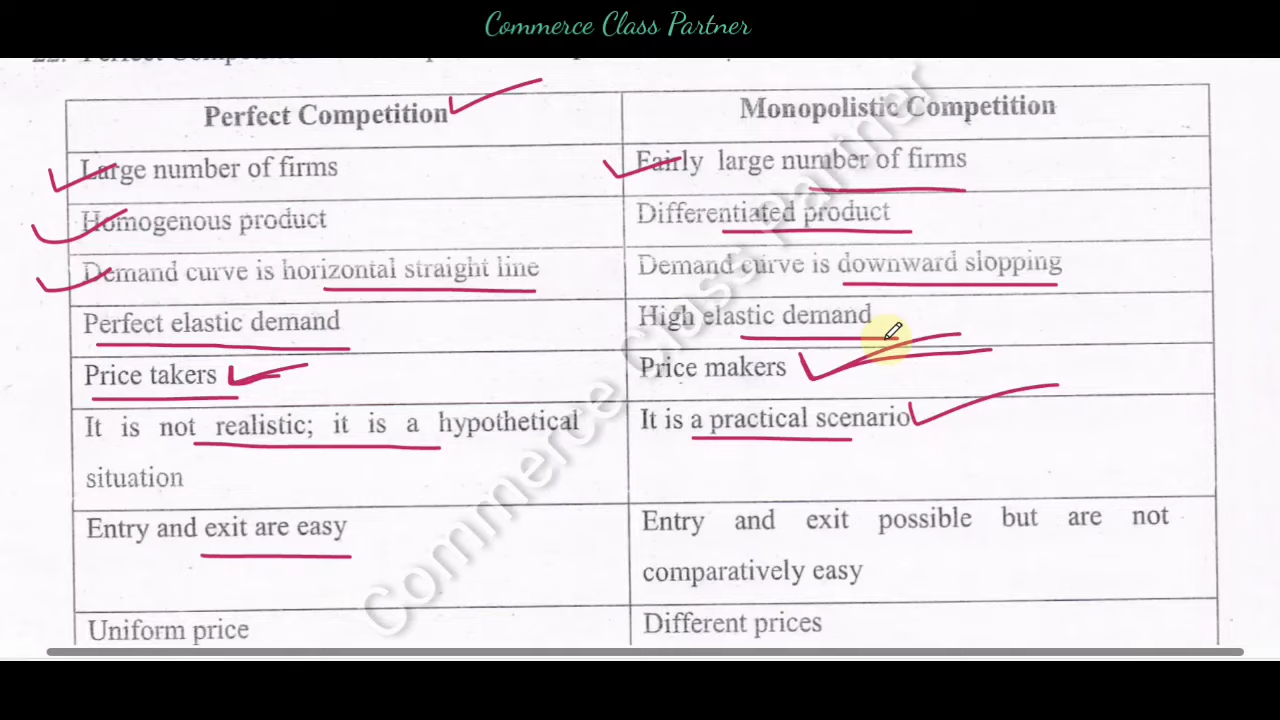 Commerce Class Partner
Perfect Competition
Monopolistic Competition
Large number of firms
Fairly large number of firms
Homogenous product
Differentiated product
Demand curve is horizontal straight line
Demand curve is downward slopping
Perfect elastic demand
High elastic demand
Price takers
Price makers
It is not realistic; it is a hypothetical
situation
It is a practical scenario
Entry and exit are easy
Entry and exit possible but are not
comparatively easy
Uniform price
Different prices
Commerce Class Partner